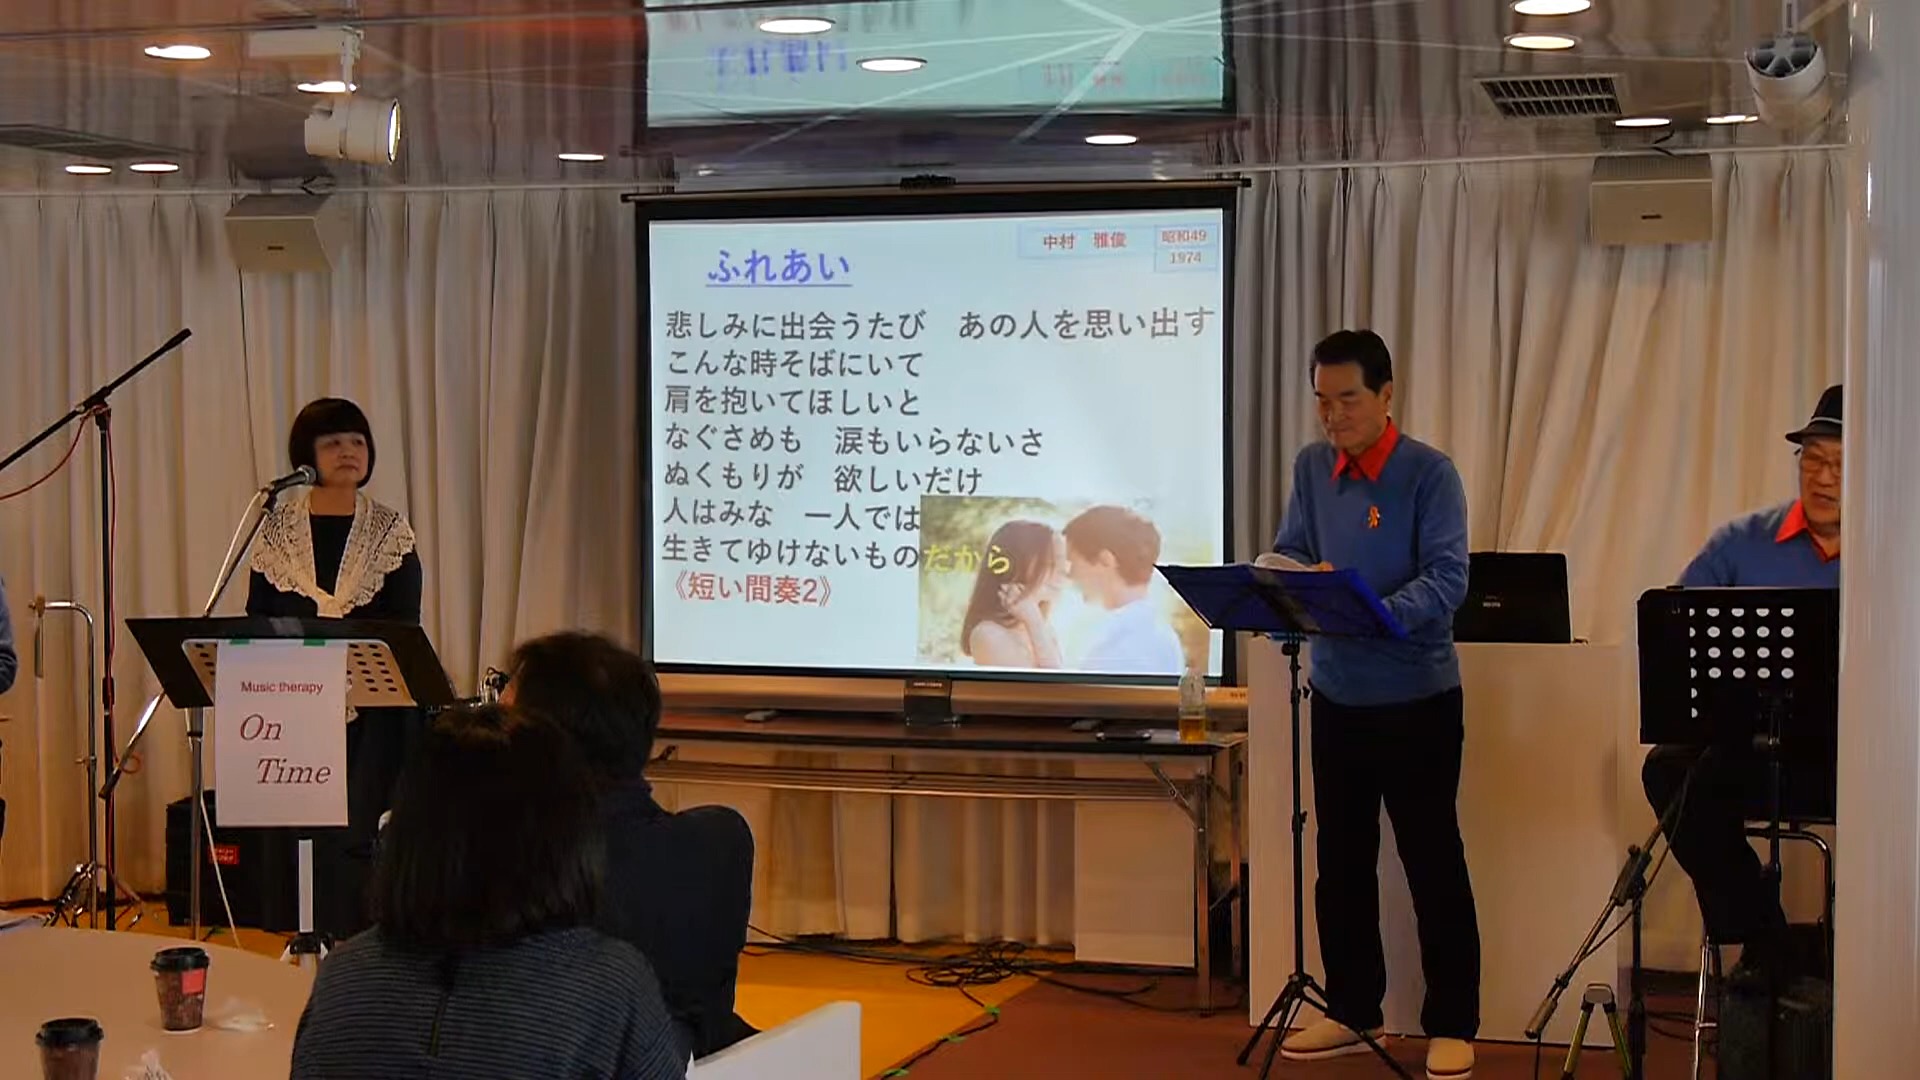 ふれあい
中村 雅俊
昭和49
1974
悲しみに出会うたび あの人を思い出す
こんな時そばにいて
肩を抱いてほしいと
なぐさめも 涙もいらないさ
ぬくもりが 欲しいだけ
人はみな 一人では
生きてゆけないものだから
《短い間奏2》
Music therapy
On
Time